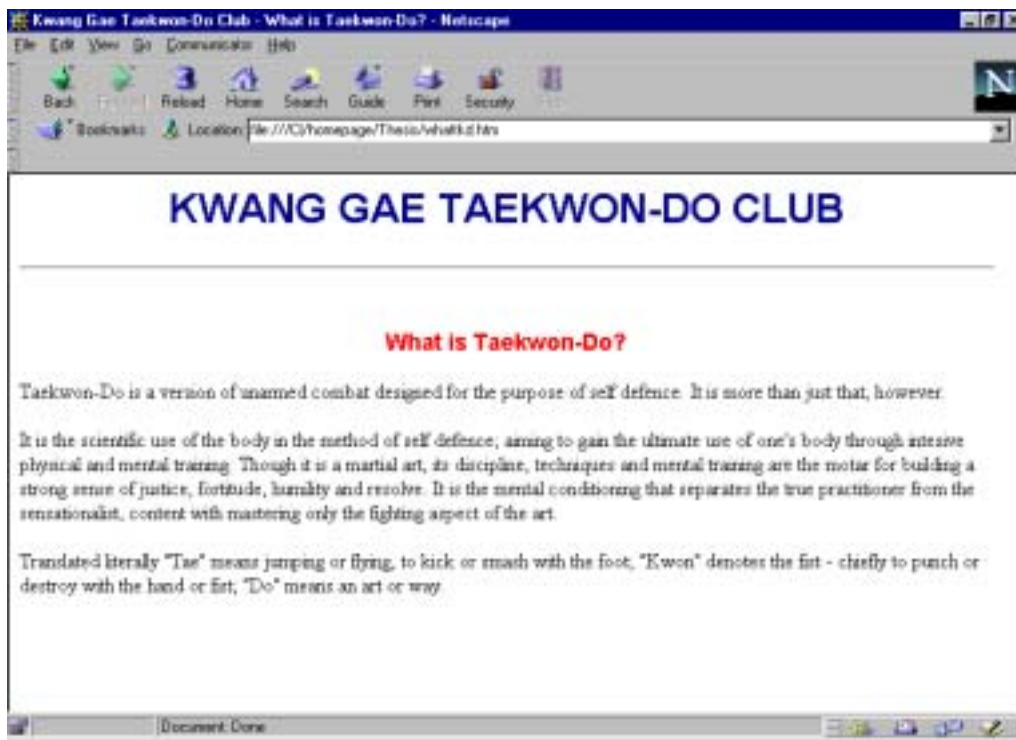 Kwang Gae Taekwon-Do Club - What is Taekwon-Do? - Netscape
File Edit View Go Communicator Help
Back Reload Home Search Guide Print Security
Bookmarks Location: file:///C|/homepage/Thesis/whattkd.htm
N
KWANG GAE TAEKWON-DO CLUB
What is Taekwon-Do?
Taekwon-Do is a version of unarmed combat designed for the purpose of self defence. It is more than just that, however.
It is the scientific use of the body in the method of self defence; aiming to gain the ultimate use of one's body through intesive
physical and mental training. Though it is a martial art, its discipline, techniques and mental training are the motar for building a
strong sense of justice, fortitude, humility and resolve. It is the mental conditioning that separates the true practitioner from the
sensationalist, content with mastering only the fighting aspect of the art.
Translated literally "Tae" means jumping or flying, to kick or smash with the foot; "Kwon" denotes the fist - chiefly to punch or
destroy with the hand or fist; "Do" means an art or way.
Document: Done